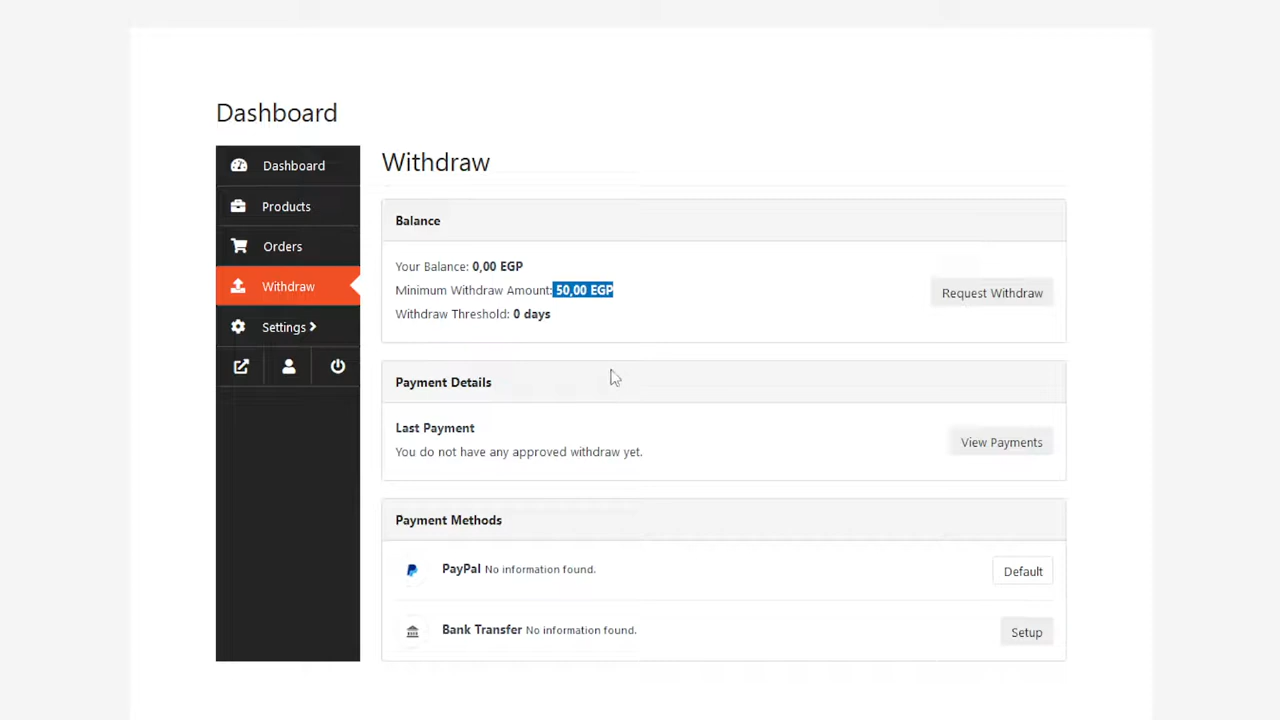 Dashboard
Dashboard
Products
Orders
Withdraw
Settings
Withdraw
Balance
Your Balance: 0,00 EGP
Minimum Withdraw Amount: 50,00 EGP
Withdraw Threshold: 0 days
Request Withdraw
Payment Details
Last Payment
You do not have any approved withdraw yet.
View Payments
Payment Methods
PayPal No information found.
Default
Bank Transfer No information found.
Setup